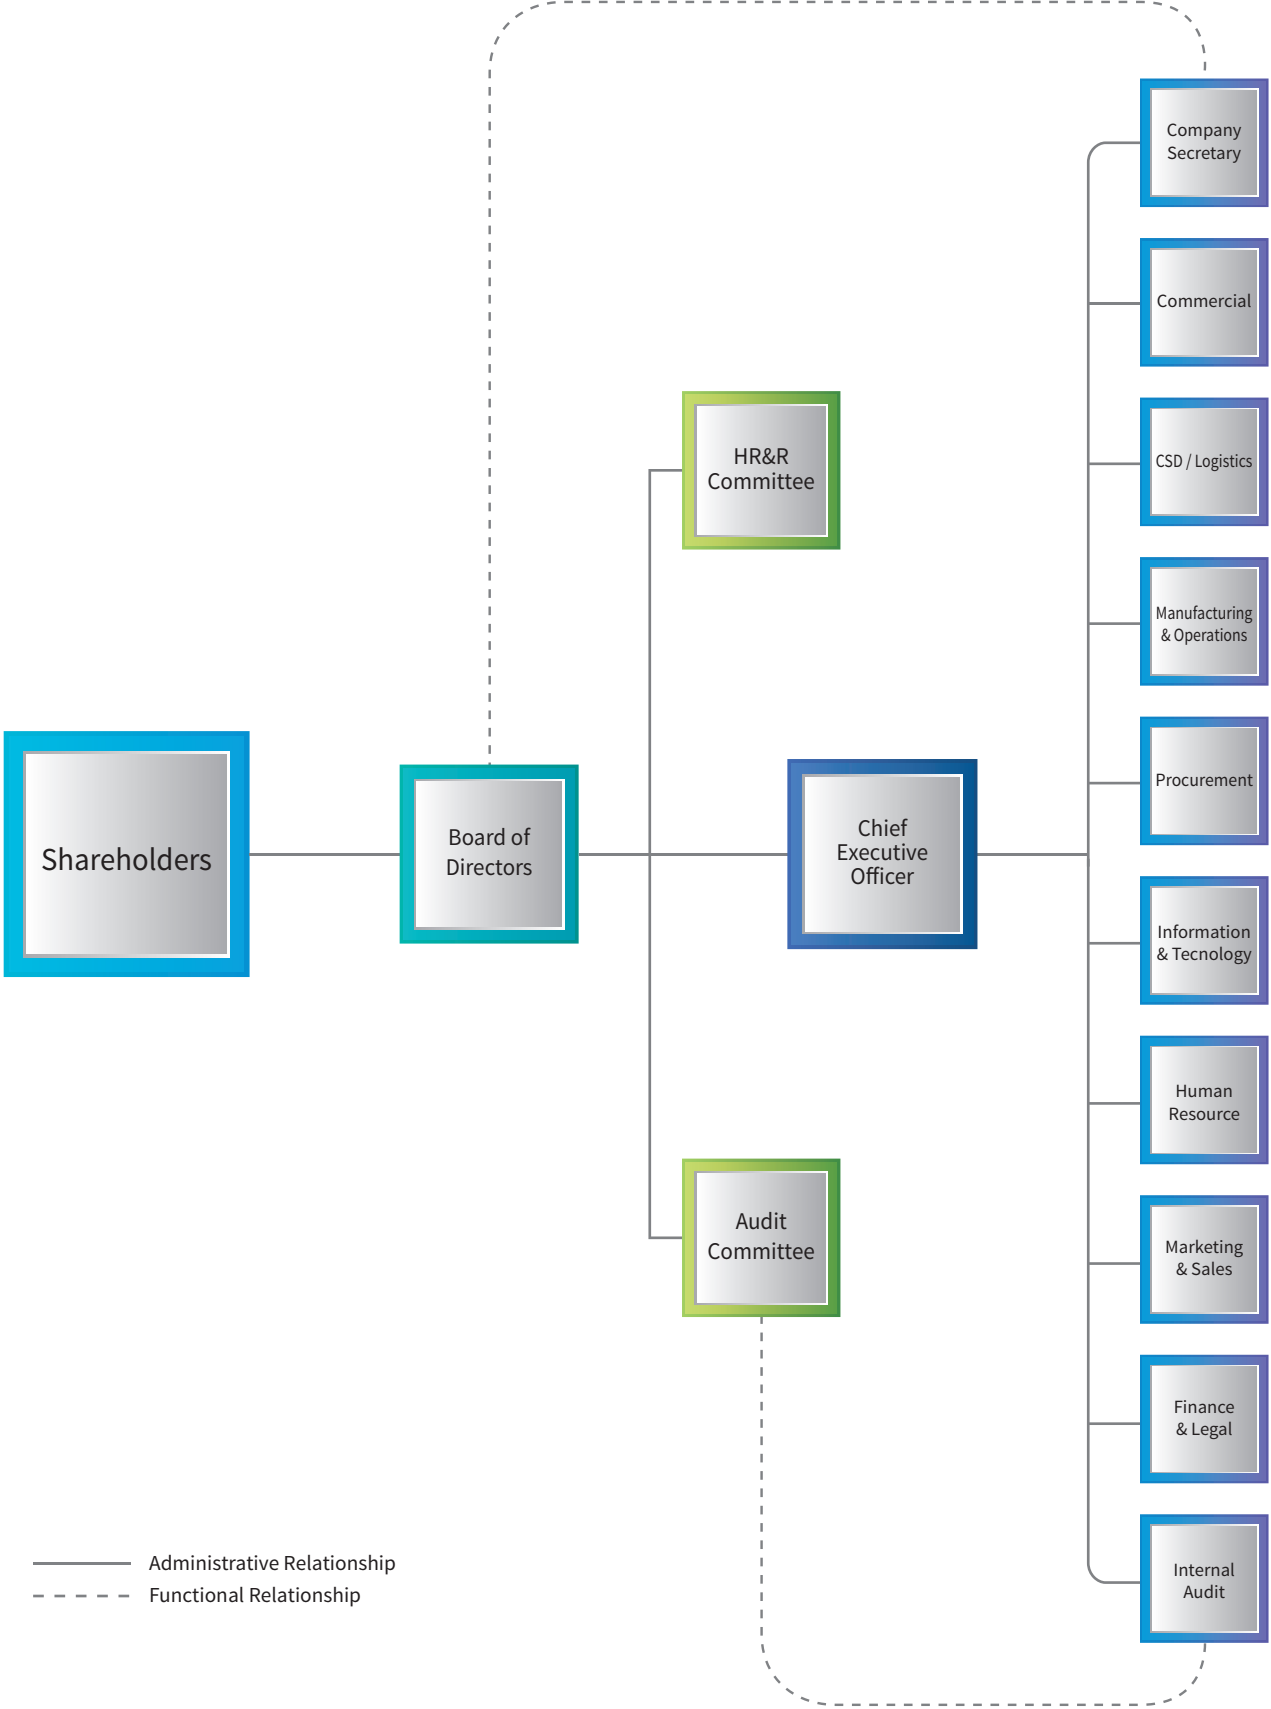 Company
Secretary
Commercial
CSD / Logistics
HR&R
Committee
Manufacturing
& Operations
Procurement
Shareholders
Board of
Directors
Chief
Executive
Officer
Information
& Tecnology
Human
Resource
Audit
Committee
Marketing
& Sales
Finance
& Legal
Internal
Audit
Administrative Relationship
Functional Relationship